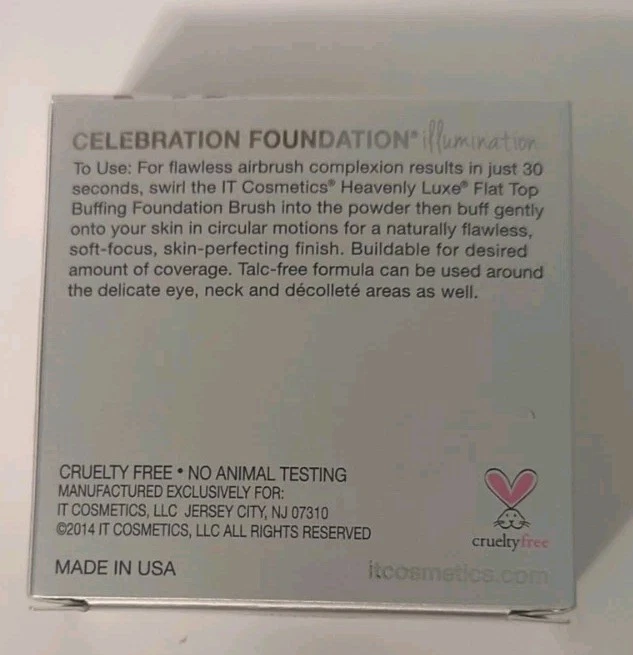 CELEBRATION FOUNDATION® illumination
To Use: For flawless airbrush complexion results in just 30
seconds, swirl the IT Cosmetics® Heavenly Luxe® Flat Top
Buffing Foundation Brush into the powder then buff gently
onto your skin in circular motions for a naturally flawless,
soft-focus, skin-perfecting finish. Buildable for desired
amount of coverage. Talc-free formula can be used around
the delicate eye, neck and décolleté areas as well.
CRUELTY FREE • NO ANIMAL TESTING
MANUFACTURED EXCLUSIVELY FOR:
IT COSMETICS, LLC JERSEY CITY, NJ 07310
©2014 IT COSMETICS, LLC ALL RIGHTS RESERVED
MADE IN USA
crueltyfree
itcosmetics.com